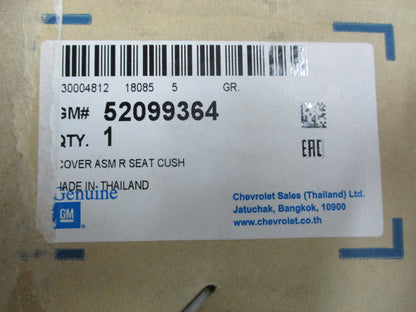 30004812 18085 5 GR.
GM# 52099364
QTY. 1
EAC
COVER ASM R SEAT CUSH
MADE IN- THAILAND
Genuine
GM
Chevrolet Sales (Thailand) Ltd.
Jatuchak, Bangkok, 10900
www.chevrolet.co.th